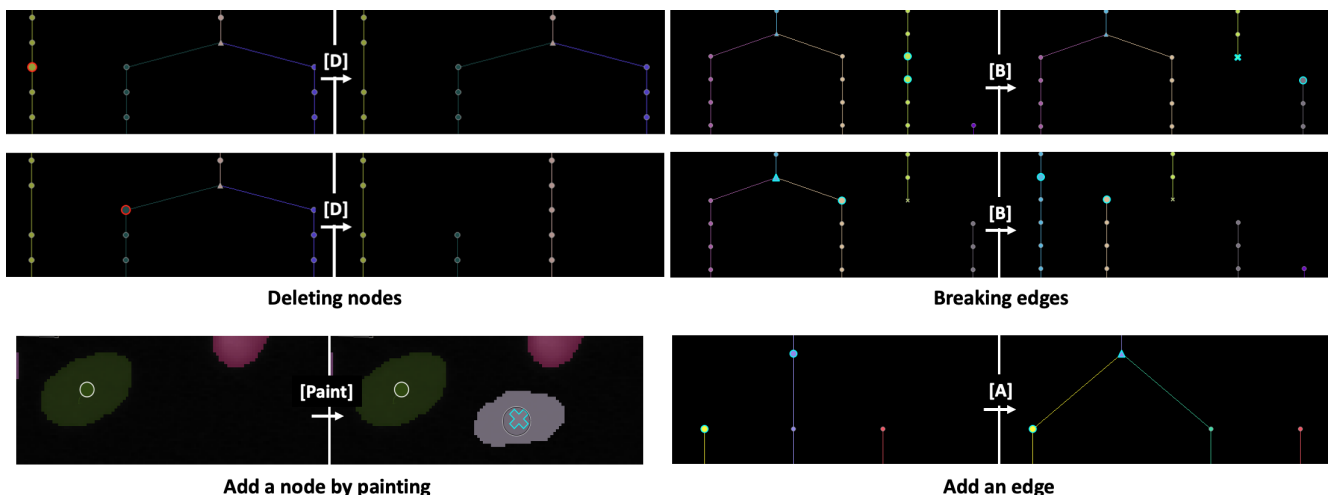 [D]
[B]
[D]
[B]
Deleting nodes
Breaking edges
[Paint]
[A]
Add a node by painting
Add an edge